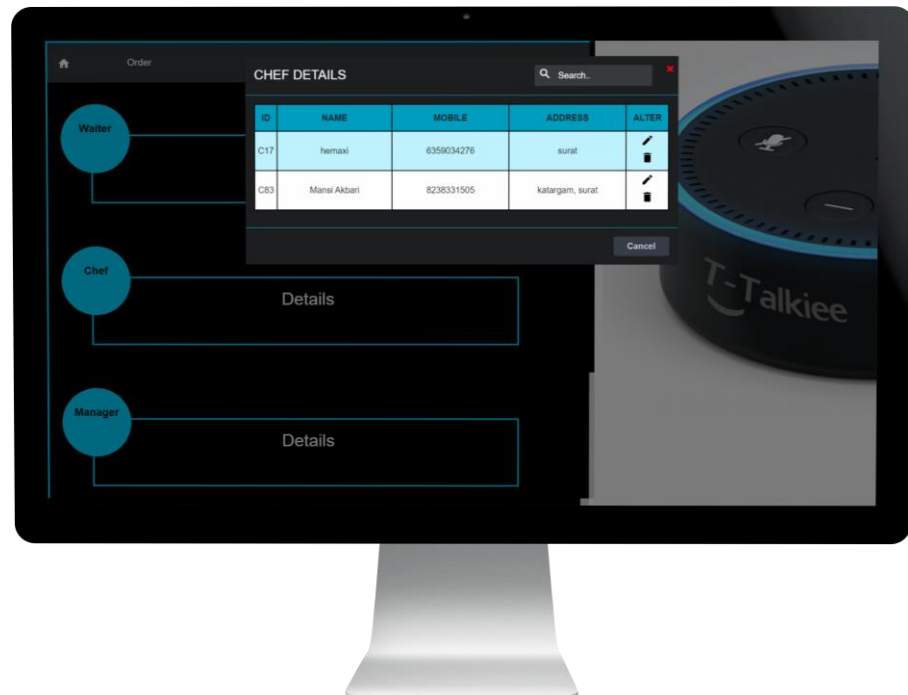 Order
CHEF DETAILS
Search..
ID NAME MOBILE ADDRESS ALTER
C17 hemaxi 6359034276 surat
C83 Mansi Akbari 8238331505 katargam, surat
Cancel
Waiter
Chef
Details
Manager
Details
T-Talkiee